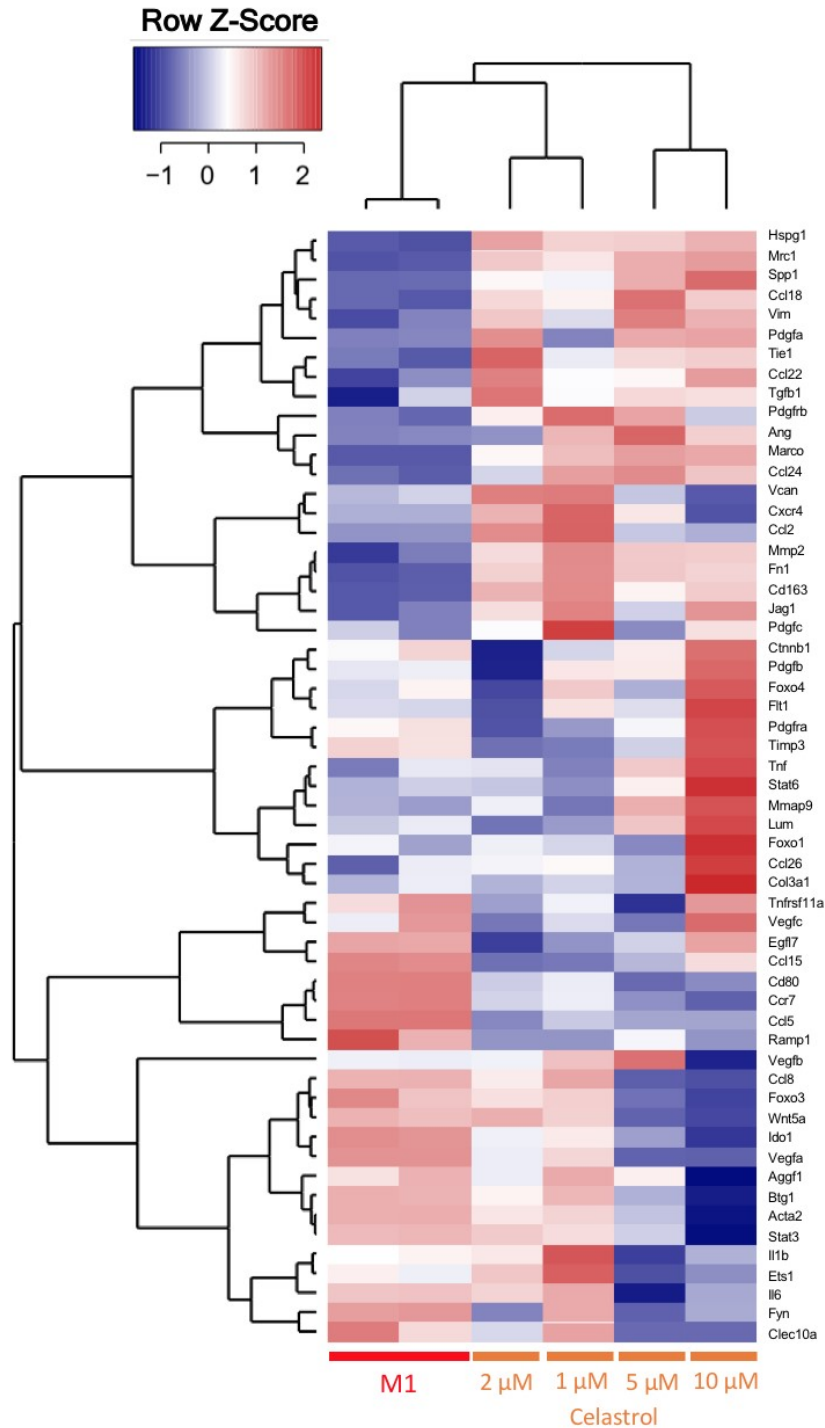 Row Z-Score
−1 0 1 2
Hspg1
Mrc1
Spp1
Ccl18
Vim
Pdgfa
Tie1
Ccl22
Tgfb1
Pdgfrb
Ang
Marco
Ccl24
Vcan
Cxcr4
Ccl2
Mmp2
Fn1
Cd163
Jag1
Pdgfc
Ctnnb1
Pdgfb
Foxo4
Flt1
Pdgfra
Timp3
Tnf
Stat6
Mmap9
Lum
Foxo1
Ccl26
Col3a1
Tnfrsf11a
Vegfc
Egfl7
Ccl15
Cd80
Ccr7
Ccl5
Ramp1
Vegfb
Ccl8
Foxo3
Wnt5a
Ido1
Vegfa
Aggf1
Btg1
Acta2
Stat3
Il1b
Ets1
Il6
Fyn
Clec10a
M1 2 μM 1 μM 5 μM 10 μM
Celastrol